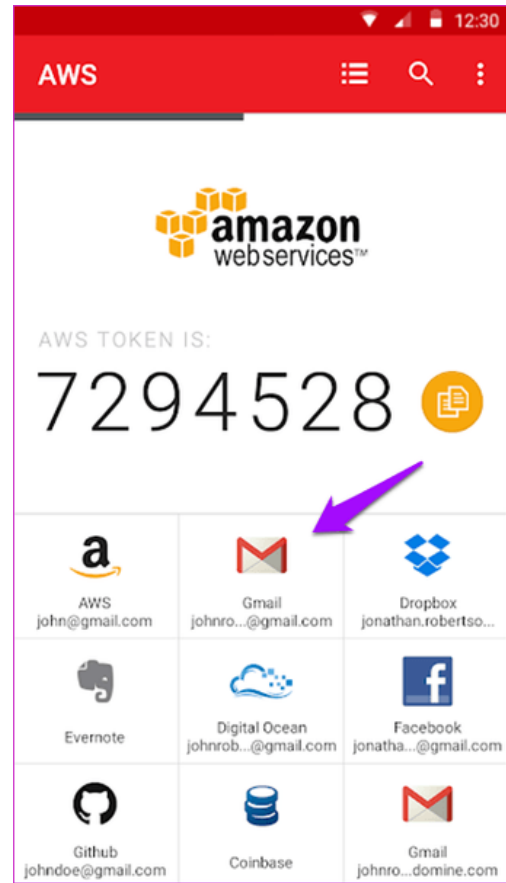 12:30
AWS
amazon
webservices™
AWS TOKEN IS:
7294528
a
AWS
john@gmail.com
Gmail
johnro...@gmail.com
Dropbox
jonathan.robertso...
Evernote
Digital Ocean
johnrob...@gmail.com
f
Facebook
jonatha...@gmail.com
Github
johndoe@gmail.com
Coinbase
Gmail
johnro...domine.com